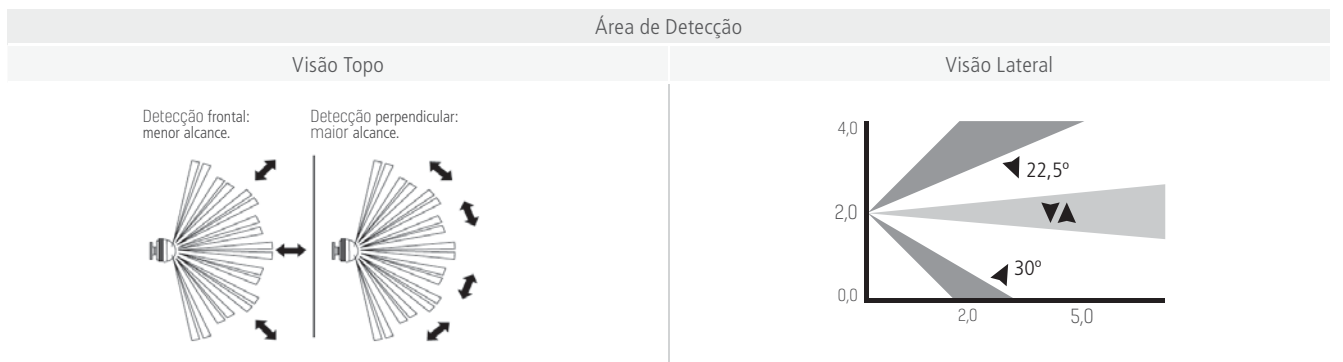 Área de Detecção
Visão Topo
Visão Lateral
Detecção frontal:
menor alcance.
Detecção perpendicular:
maior alcance.
4,0
22,5º
2,0
30º
0,0
2,0
5,0